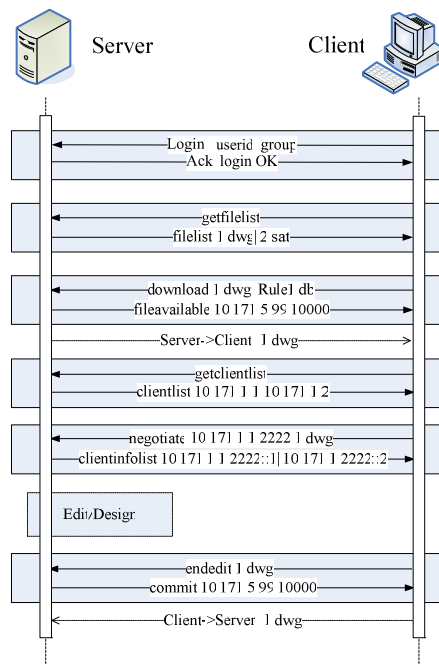 Server
Client
Login userid group
Ack login OK
getfilelist
filelist 1 dwg|2 sat
download 1 dwg Rule1 db
fileavailable 10 171 5 99 10000
Server->Client 1 dwg
getclientlist
clientlist 10 171 1 1 10 171 1 2
negotiate 10 171 1 1 2222 1 dwg
clientinfolist 10 171 1 1 2222::1|10 171 1 2222::2
Edit/Design
endedit 1 dwg
commit 10 171 5 99 10000
Client->Server 1 dwg